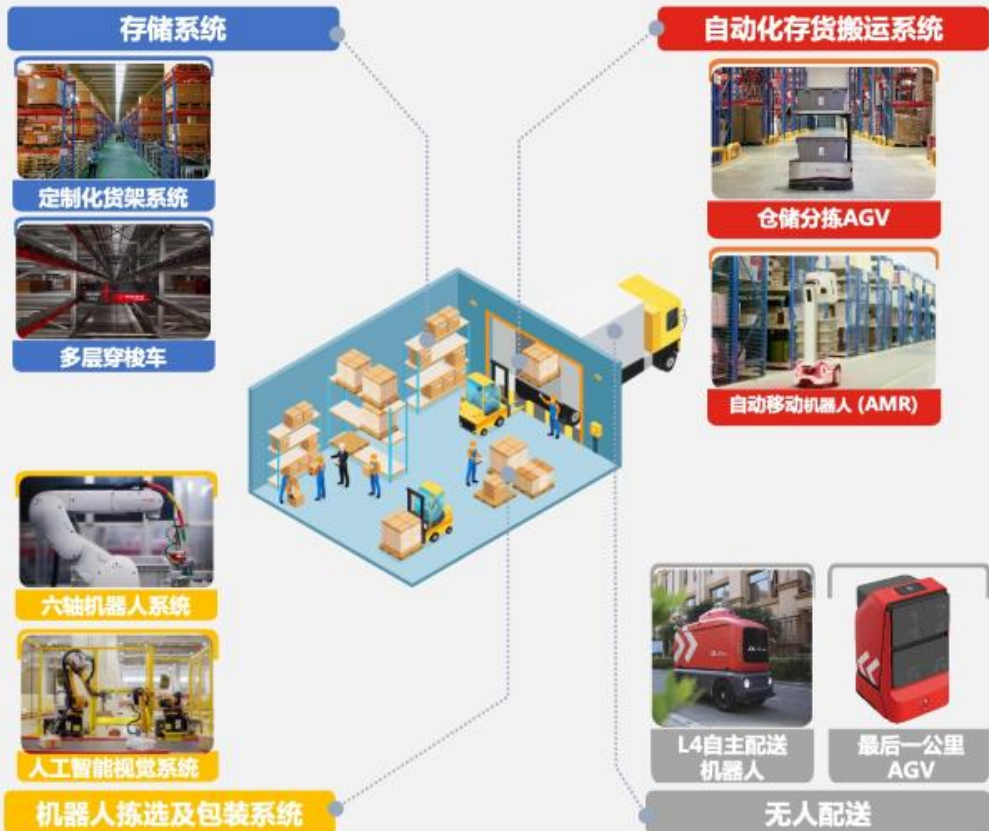 存储系统
自动化存货搬运系统
定制化货架系统
仓储分拣AGV
多层穿梭车
自动移动机器人 (AMR)
六轴机器人系统
人工智能视觉系统
L4自主配送
机器人
最后一公里
AGV
机器人拣选及包装系统
无人配送